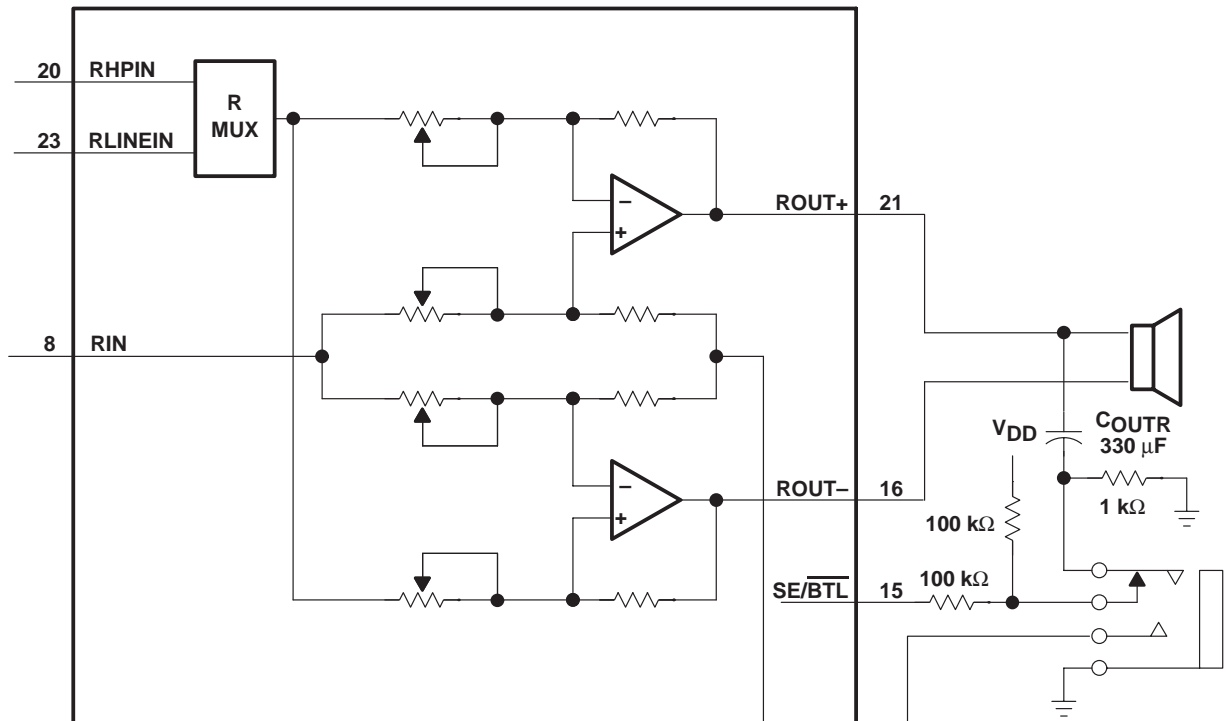 20 RHPIN
R
MUX
23 RLINEIN
−
+
ROUT+ 21
8 RIN
VDD
COUTR
330 μF
−
+
ROUT− 16
1 kΩ
100 kΩ
SE/BTL 15 100 kΩ